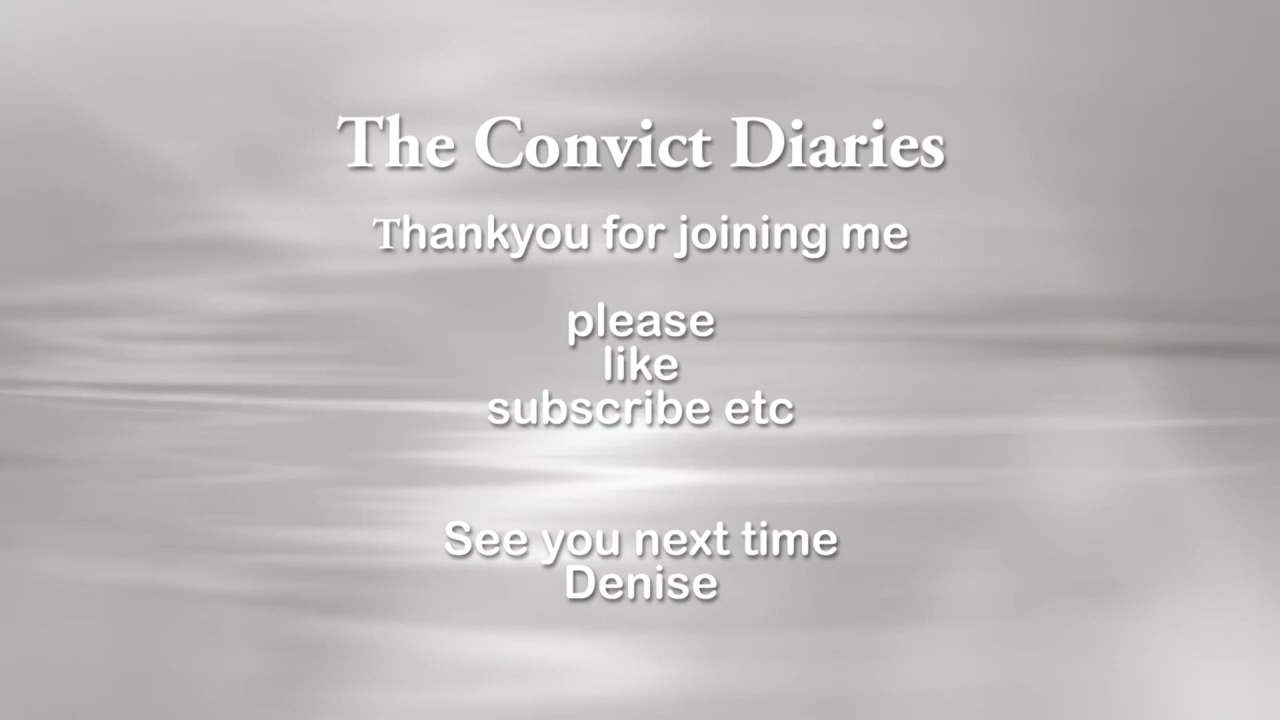 The Convict Diaries
Thankyou for joining me
please
like
subscribe etc
See you next time
Denise